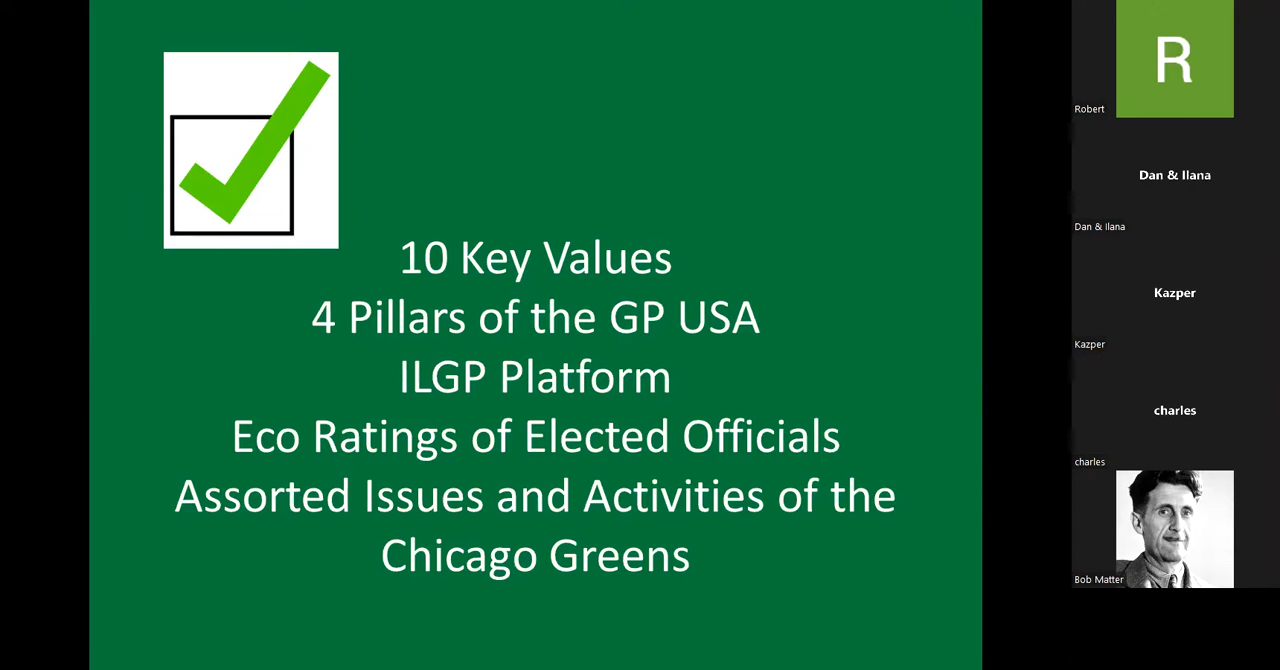 10 Key Values
4 Pillars of the GP USA
ILGP Platform
Eco Ratings of Elected Officials
Assorted Issues and Activities of the
Chicago Greens
R
Robert
Dan & Ilana
Dan & Ilana
Kazper
Kazper
charles
charles
Bob Matter